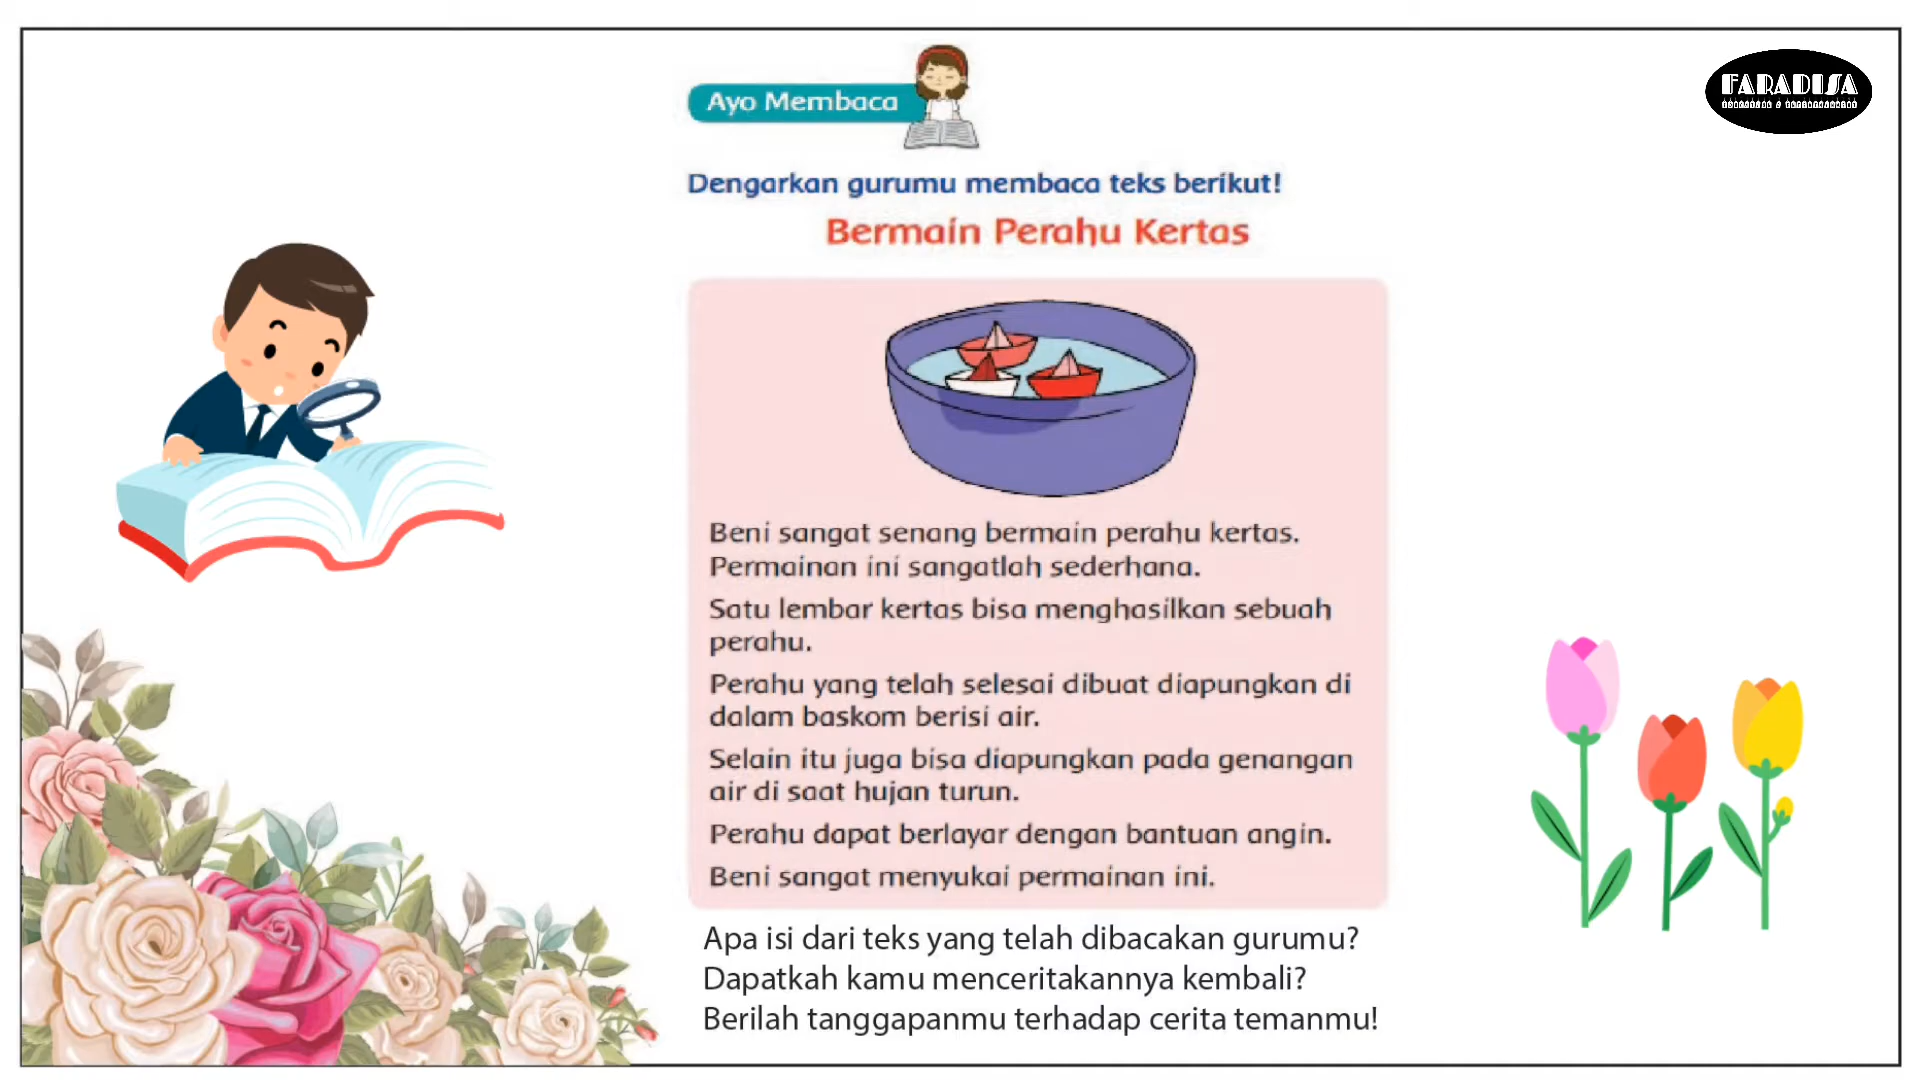 Ayo Membaca
FARADISA
Dengarkan gurumu membaca teks berikut!
Bermain Perahu Kertas
Beni sangat senang bermain perahu kertas.
Permainan ini sangatlah sederhana.
Satu lembar kertas bisa menghasilkan sebuah
perahu.
Perahu yang telah selesai dibuat diapungkan di
dalam baskom berisi air.
Selain itu juga bisa diapungkan pada genangan
air di saat hujan turun.
Perahu dapat berlayar dengan bantuan angin.
Beni sangat menyukai permainan ini.
Apa isi dari teks yang telah dibacakan gurumu?
Dapatkah kamu menceritakannya kembali?
Berilah tanggapanmu terhadap cerita temanmu!